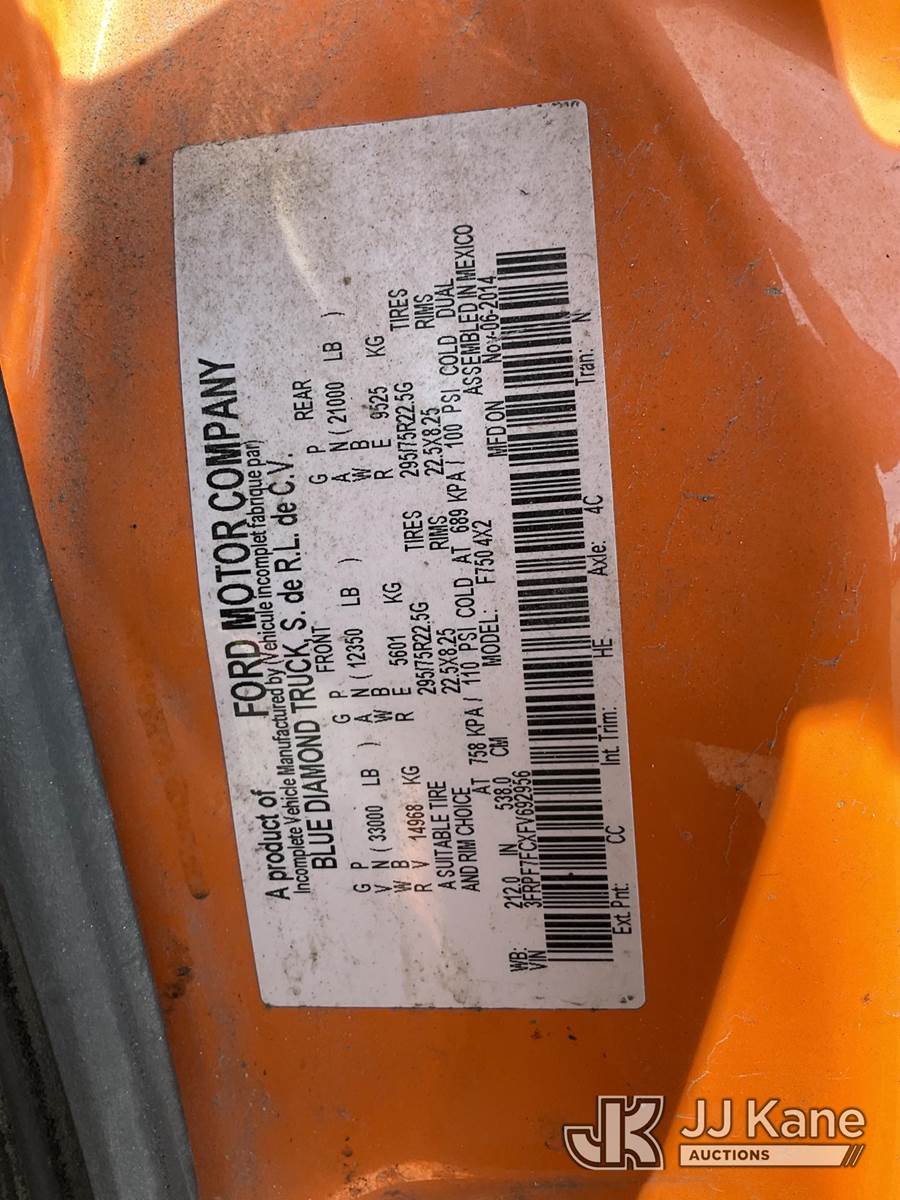 A product of FORD MOTOR COMPANY
Incomplete Vehicle Manufactured by (Vehicule incomplet fabrique par)
BLUE DIAMOND TRUCK, S. de R.L. de C.V.
FRONT REAR
G P G P G P
V N ( 33000 LB ) A N ( 12350 LB ) A N ( 21000 LB )
W B W B W B
R V 14968 KG R E 5601 KG R E 9525 KG
A SUITABLE TIRE 295/75R22.5G TIRES 295/75R22.5G TIRES
AND RIM CHOICE 22.5X8.25 RIMS 22.5X8.25 RIMS
AT 758 KPA / 110 PSI COLD AT 689 KPA / 100 PSI COLD DUAL
WB: 212.0 IN 538.0 CM MODEL: F750 4X2 ASSEMBLED IN MEXICO
VIN 3FRPF7FCXFV692956 MFD ON Nov-06-2014
Ext. Pnt: CC Int. Trim: HE Axle: 4C Tran: N
JK JJ Kane
AUCTIONS